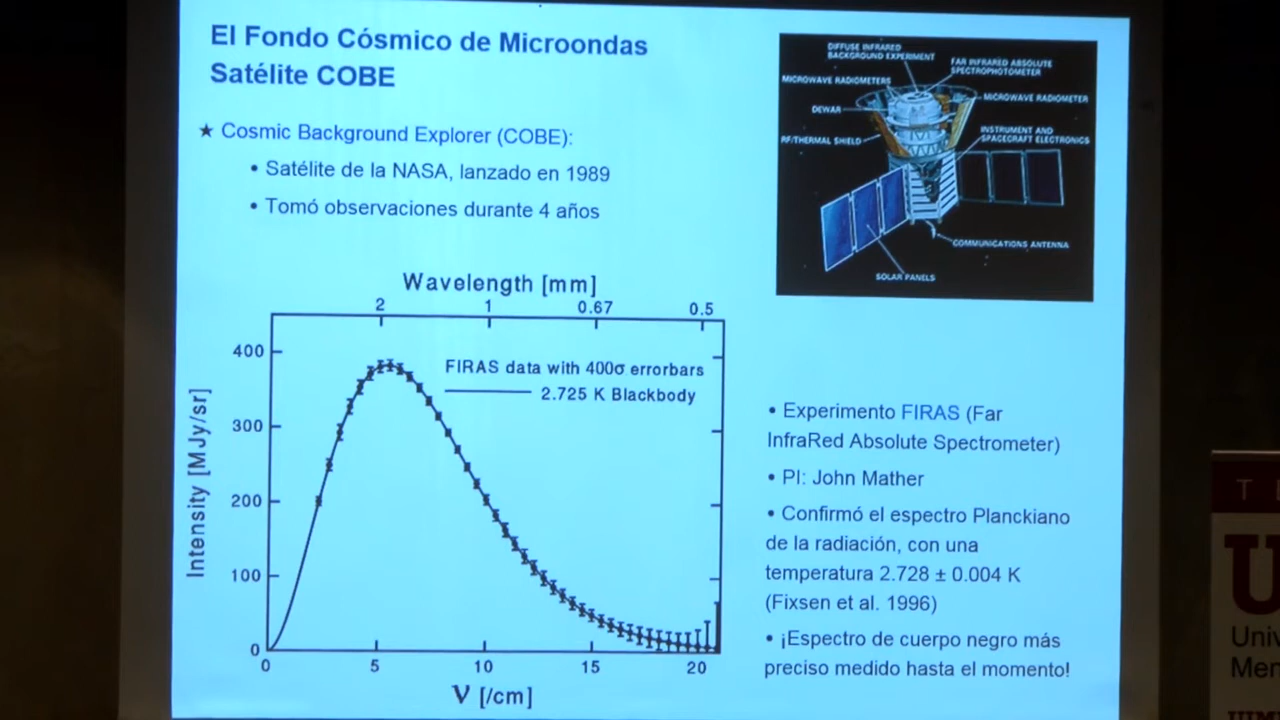 El Fondo Cósmico de Microondas
Satélite COBE
★ Cosmic Background Explorer (COBE):
• Satélite de la NASA, lanzado en 1989
• Tomó observaciones durante 4 años
DIFFUSE INFRARED
BACKGROUND EXPERIMENT
FAR INFRARED ABSOLUTE
SPECTROPHOTOMETER
MICROWAVE RADIOMETERS
MICROWAVE RADIOMETER
DEWAR
RF/THERMAL SHIELD
INSTRUMENT AND
SPACECRAFT ELECTRONICS
COMMUNICATIONS ANTENNA
SOLAR PANELS
Wavelength [mm]
2 1 0.67 0.5
FIRAS data with 400σ errorbars
2.725 K Blackbody
Intensity [MJy/sr]
400
300
200
100
0
0 5 10 15 20
ν [/cm]
• Experimento FIRAS (Far
InfraRed Absolute Spectrometer)
• PI: John Mather
• Confirmó el espectro Planckiano
de la radiación, con una
temperatura 2.728 ± 0.004 K
(Fixsen et al. 1996)
• ¡Espectro de cuerpo negro más
preciso medido hasta el momento!
T
U
Univ
Men